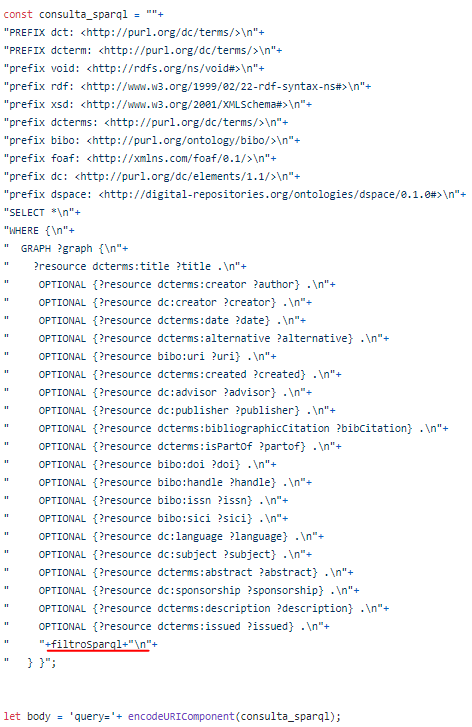 const consulta_sparql = ""+
"PREFIX dct: <http://purl.org/dc/terms/>\n"+
"PREFIX dcterm: <http://purl.org/dc/terms/>\n"+
"prefix void: <http://rdfs.org/ns/void#>\n"+
"prefix rdf: <http://www.w3.org/1999/02/22-rdf-syntax-ns#>\n"+
"prefix xsd: <http://www.w3.org/2001/XMLSchema#>\n"+
"prefix dcterms: <http://purl.org/dc/terms/>\n"+
"prefix bibo: <http://purl.org/ontology/bibo/>\n"+
"prefix foaf: <http://xmlns.com/foaf/0.1/>\n"+
"prefix dc: <http://purl.org/dc/elements/1.1/>\n"+
"prefix dspace: <http://digital-repositories.org/ontologies/dspace/0.1.0#>\n"+
"SELECT *\n"+
"WHERE {\n"+
"  GRAPH ?graph {\n"+
"    ?resource dcterms:title ?title .\n"+
"     OPTIONAL {?resource dcterms:creator ?author} .\n"+
"     OPTIONAL {?resource dc:creator ?creator} .\n"+
"     OPTIONAL {?resource dcterms:date ?date} .\n"+
"     OPTIONAL {?resource dcterms:alternative ?alternative} .\n"+
"     OPTIONAL {?resource bibo:uri ?uri} .\n"+
"     OPTIONAL {?resource dcterms:created ?created} .\n"+
"     OPTIONAL {?resource dc:advisor ?advisor} .\n"+
"     OPTIONAL {?resource dc:publisher ?publisher} .\n"+
"     OPTIONAL {?resource dcterms:bibliographicCitation ?bibCitation} .\n"+
"     OPTIONAL {?resource dcterms:isPartOf ?partof} .\n"+
"     OPTIONAL {?resource bibo:doi ?doi} .\n"+
"     OPTIONAL {?resource bibo:handle ?handle} .\n"+
"     OPTIONAL {?resource bibo:issn ?issn} .\n"+
"     OPTIONAL {?resource bibo:sici ?sici} .\n"+
"     OPTIONAL {?resource dc:language ?language} .\n"+
"     OPTIONAL {?resource dc:subject ?subject} .\n"+
"     OPTIONAL {?resource dcterms:abstract ?abstract} .\n"+
"     OPTIONAL {?resource dc:sponsorship ?sponsorship} .\n"+
"     OPTIONAL {?resource dcterms:description ?description} .\n"+
"     OPTIONAL {?resource dcterms:issued ?issued} .\n"+
"     "+filtroSparql+"\n"+
"   } }";
let body = 'query='+ encodeURIComponent(consulta_sparql);